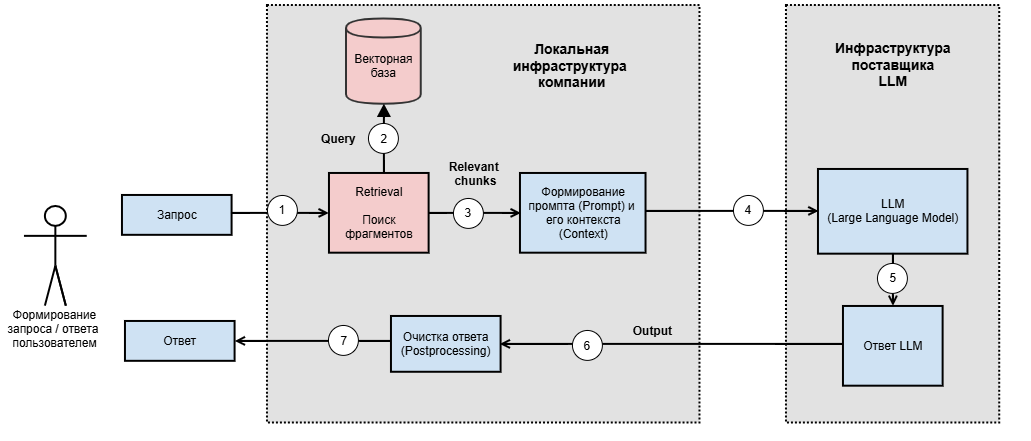 Локальная
инфраструктура
компании
Инфраструктура
поставщика
LLM
Векторная
база
Query
2
Relevant
chunks
Запрос
1
Retrieval
Поиск
фрагментов
3
Формирование
промпта (Prompt) и
его контекста
(Context)
4
LLM
(Large Language Model)
5
Формирование
запроса / ответа
пользователем
Ответ
7
Очистка ответа
(Postprocessing)
6
Output
Ответ LLM